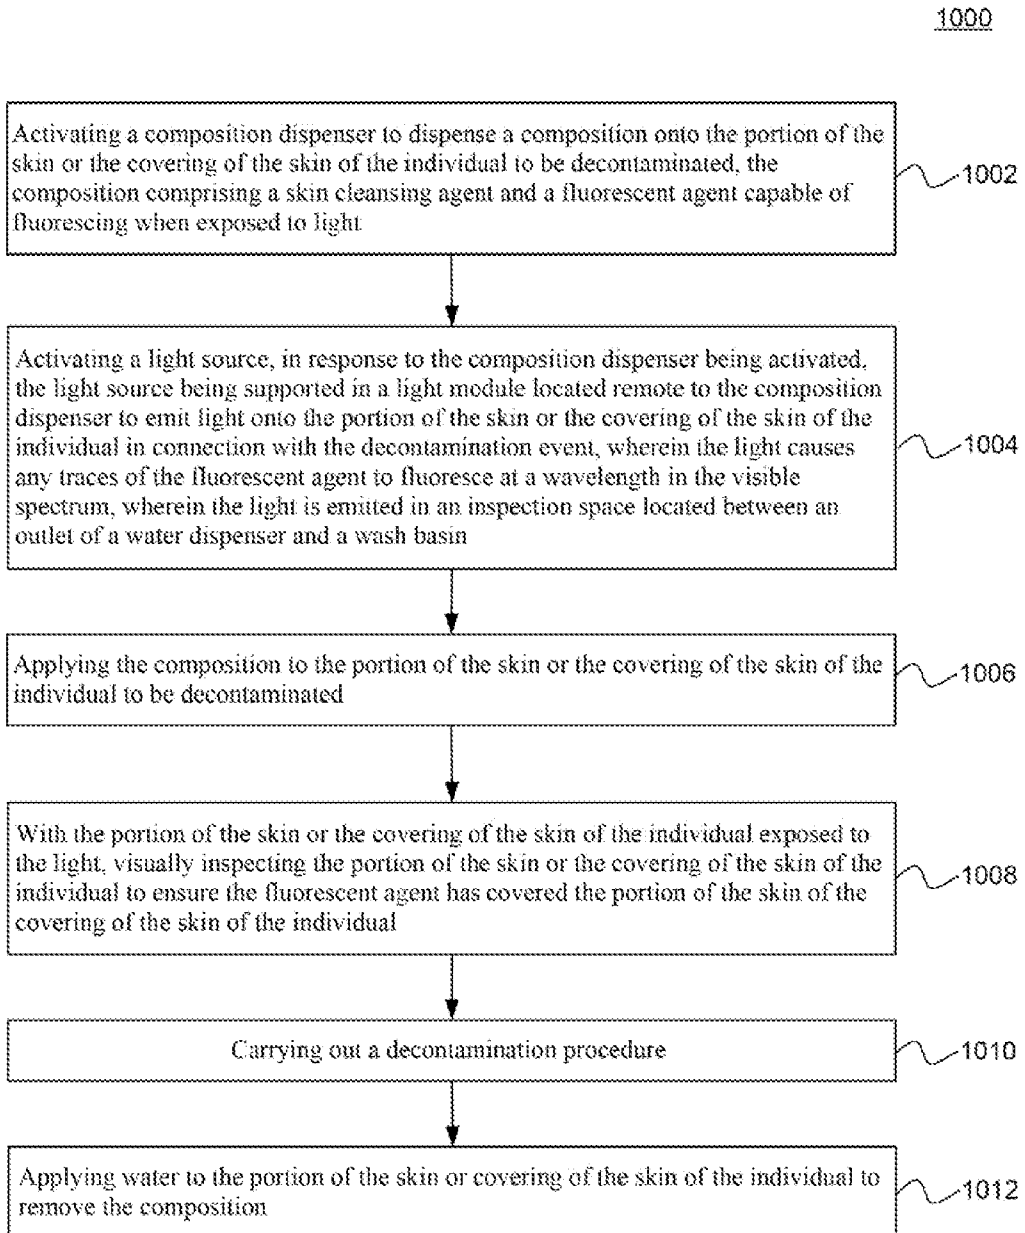 1000
Activating a composition dispenser to dispense a composition onto the portion of the
skin or the covering of the skin of the individual to be decontaminated, the
composition comprising a skin cleansing agent and a fluorescent agent capable of
fluorescing when exposed to light
1002
Activating a light source, in response to the composition dispenser being activated,
the light source being supported in a light module located remote to the composition
dispenser to emit light onto the portion of the skin or the covering of the skin of the
individual in connection with the decontamination event, wherein the light causes
any traces of the fluorescent agent to fluoresce at a wavelength in the visible
spectrum, wherein the light is emitted in an inspection space located between an
outlet of a water dispenser and a wash basin
1004
Applying the composition to the portion of the skin or the covering of the skin of the
individual to be decontaminated
1006
With the portion of the skin or the covering of the skin of the individual exposed to
the light, visually inspecting the portion of the skin or the covering of the skin of the
individual to ensure the fluorescent agent has covered the portion of the skin of the
covering of the skin of the individual
1008
Carrying out a decontamination procedure
1010
Applying water to the portion of the skin or covering of the skin of the individual to
remove the composition
1012